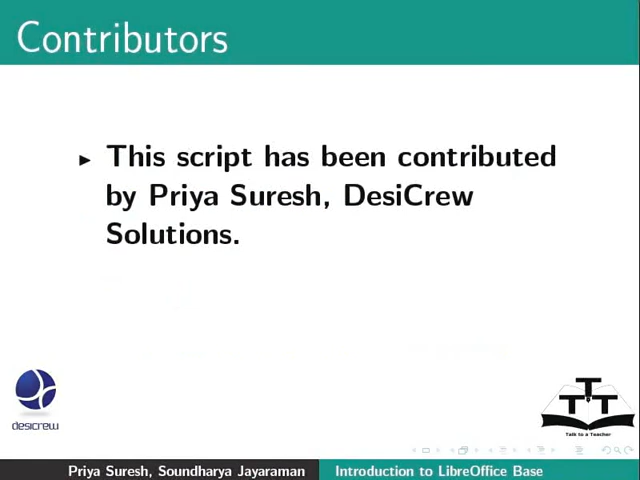 Contributors
This script has been contributed
by Priya Suresh, DesiCrew
Solutions.
desicrew
TTT
Talk to a Teacher
Priya Suresh, Soundharya Jayaraman
Introduction to LibreOffice Base